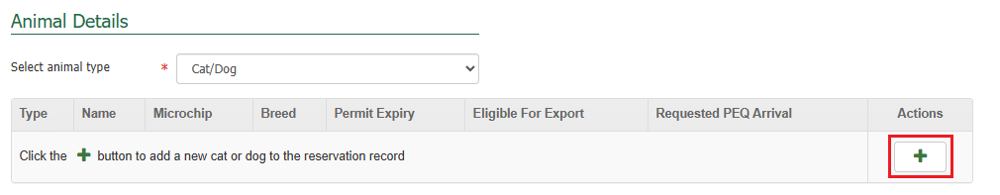 Animal Details
Select animal type * Cat/Dog
Type Name Microchip Breed Permit Expiry Eligible For Export Requested PEQ Arrival Actions
Click the + button to add a new cat or dog to the reservation record +